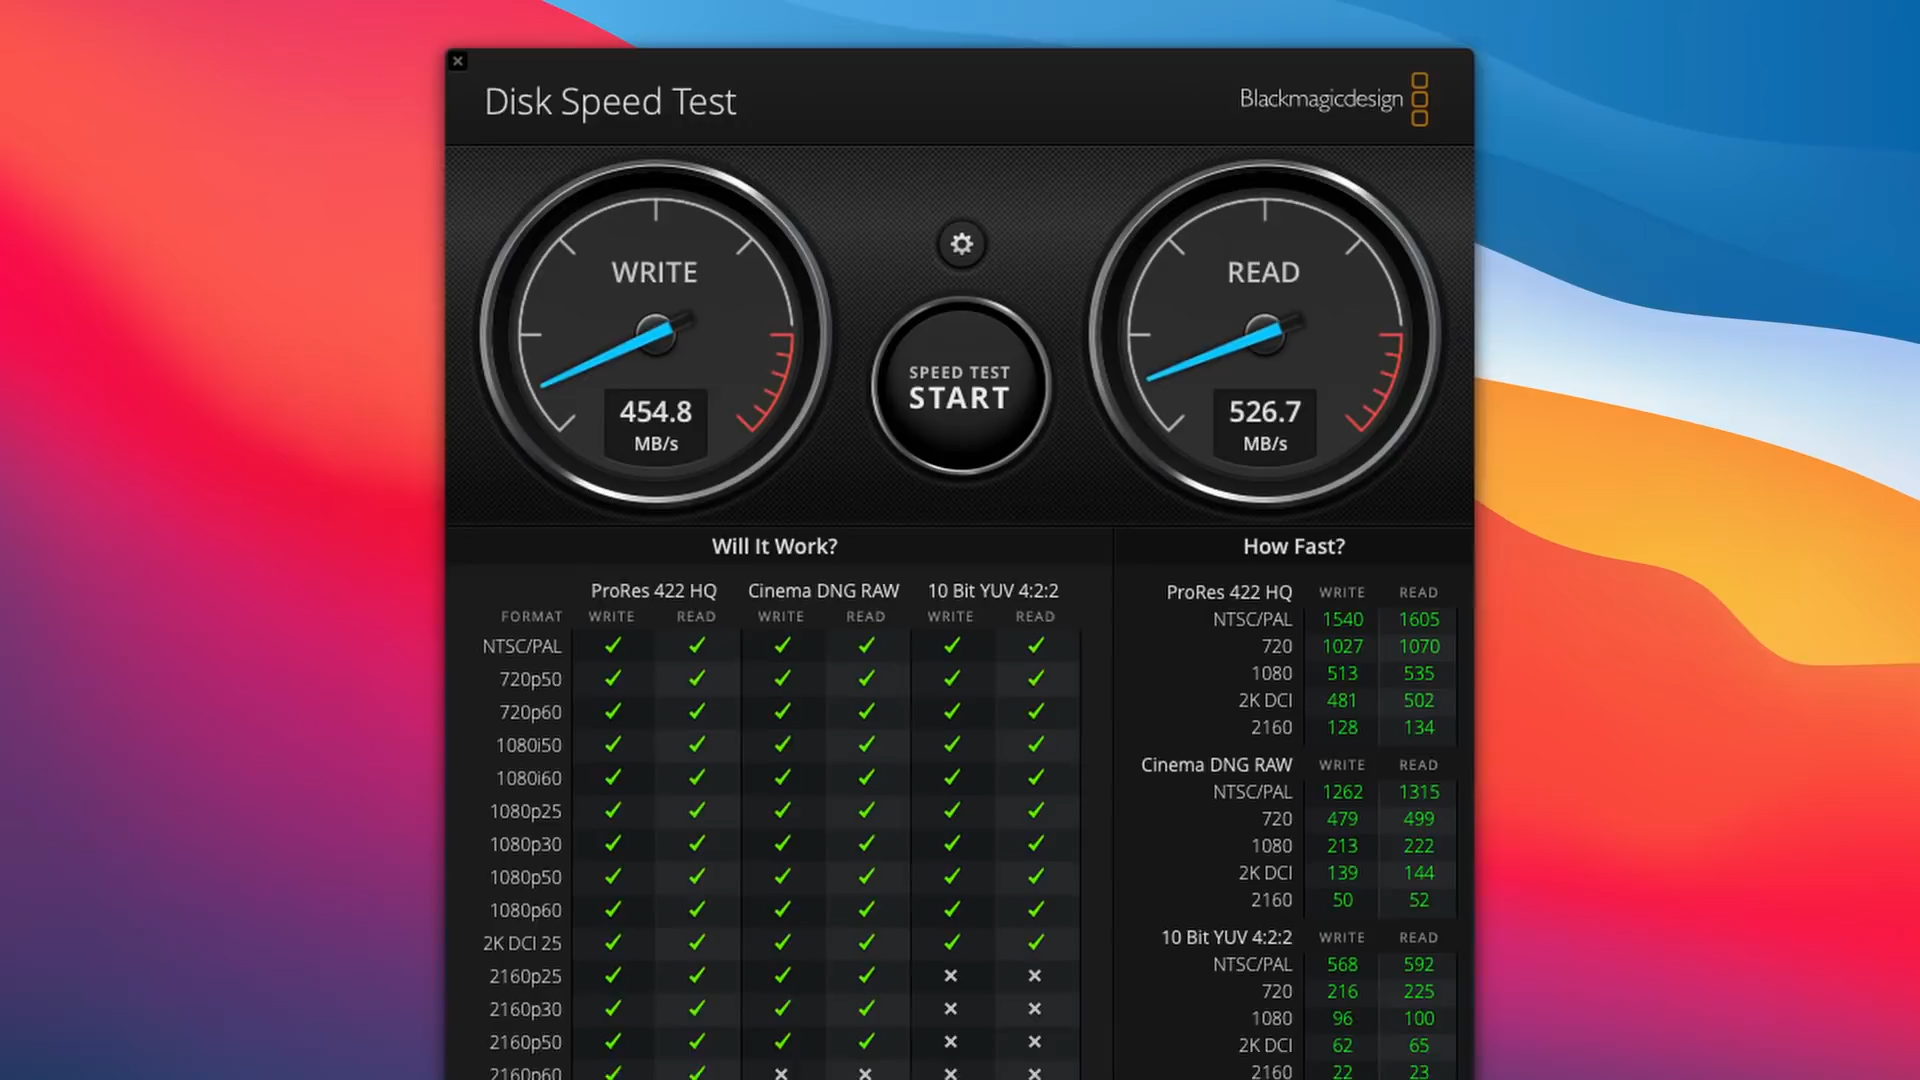 Disk Speed Test
Blackmagicdesign
WRITE
454.8
MB/s
SPEED TEST
START
READ
526.7
MB/s
Will It Work?
ProRes 422 HQ Cinema DNG RAW 10 Bit YUV 4:2:2
FORMAT WRITE READ WRITE READ WRITE READ
NTSC/PAL ✓ ✓ ✓ ✓ ✓ ✓
720p50 ✓ ✓ ✓ ✓ ✓ ✓
720p60 ✓ ✓ ✓ ✓ ✓ ✓
1080i50 ✓ ✓ ✓ ✓ ✓ ✓
1080i60 ✓ ✓ ✓ ✓ ✓ ✓
1080p25 ✓ ✓ ✓ ✓ ✓ ✓
1080p30 ✓ ✓ ✓ ✓ ✓ ✓
1080p50 ✓ ✓ ✓ ✓ ✓ ✓
1080p60 ✓ ✓ ✓ ✓ ✓ ✓
2K DCI 25 ✓ ✓ ✓ ✓ ✓ ✓
2160p25 ✓ ✓ ✓ ✓ × ×
2160p30 ✓ ✓ ✓ ✓ × ×
2160p50 ✓ ✓ ✓ ✓ × ×
2160p60 ✓ ✓ × × × ×
How Fast?
ProRes 422 HQ WRITE READ
NTSC/PAL 1540 1605
720 1027 1070
1080 513 535
2K DCI 481 502
2160 128 134
Cinema DNG RAW WRITE READ
NTSC/PAL 1262 1315
720 479 499
1080 213 222
2K DCI 139 144
2160 50 52
10 Bit YUV 4:2:2 WRITE READ
NTSC/PAL 568 592
720 216 225
1080 96 100
2K DCI 62 65
2160 22 23